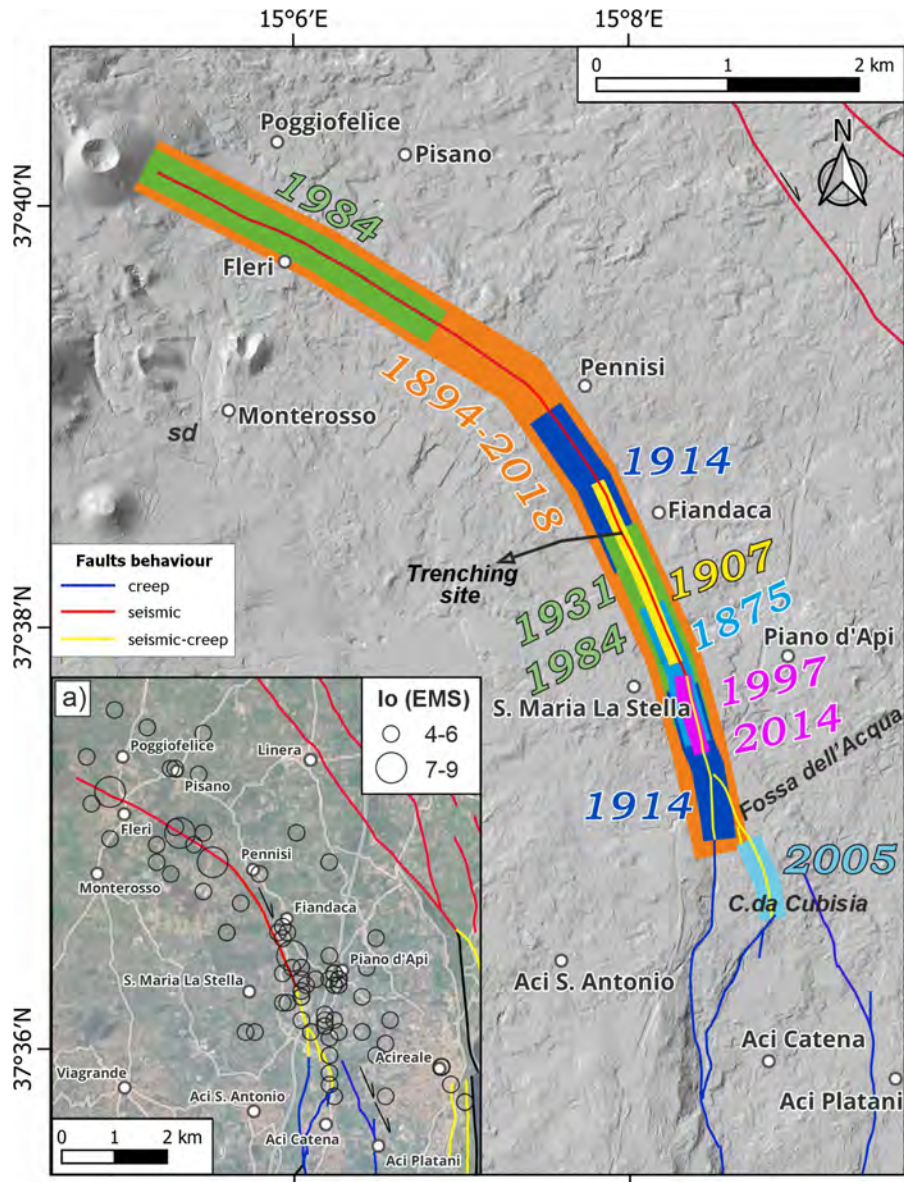 15°6′N
15°8′N
0 1 2 km
Poggiofelice
Pisano
N
37°40′N
1984
Fleri
Pennisi
1894-2018
Monterosso
sd
1914
Fiandaca
Faults behaviour
creep
seismic
seismic-creep
Trenching
site
1907
1931
1875
37°38′N
1984
Piano d'Api
S. Maria La Stella
1997
2014
Fossa dell'Acqua
1914
2005
C.da Cubisia
Aci S. Antonio
37°36′N
Aci Catena
Aci Platani
a)
Io (EMS)
4-6
7-9
Poggiofelice
Linera
Pisano
Fleri
Pennisi
Monterosso
Fiandaca
Piano d'Api
S. Maria La Stella
Acireale
Viagrande
Aci S. Antonio
Aci Catena
Aci Platani
0 1 2 km